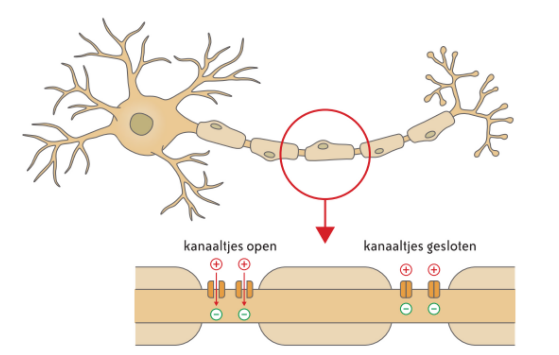 kanaaltjes open
kanaaltjes gesloten
+ + + +
− − − −